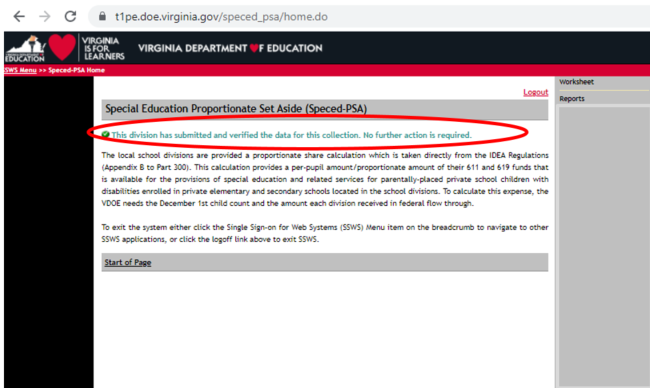 t1pe.doe.virginia.gov/speced_psa/home.do
EDUCATION
VIRGINIA
IS FOR
LEARNERS
VIRGINIA DEPARTMENT OF EDUCATION
SSWS Menu >> Speced-PSA Home
Worksheet
Reports
Logout
Special Education Proportionate Set Aside (Speced-PSA)
This division has submitted and verified the data for this collection. No further action is required.
The local school divisions are provided a proportionate share calculation which is taken directly from the IDEA Regulations
(Appendix B to Part 300). This calculation provides a per-pupil amount/proportionate amount of their 611 and 619 funds that
is available for the provisions of special education and related services for parentally-placed private school children with
disabilities enrolled in private elementary and secondary schools located in the school divisions. To calculate this expense, the
VDOE needs the December 1st child count and the amount each division received in federal flow through.
To exit the system either click the Single Sign-on for Web Systems (SSWS) Menu item on the breadcrumb to navigate to other
SSWS applications, or click the logoff link above to exit SSWS.
Start of Page